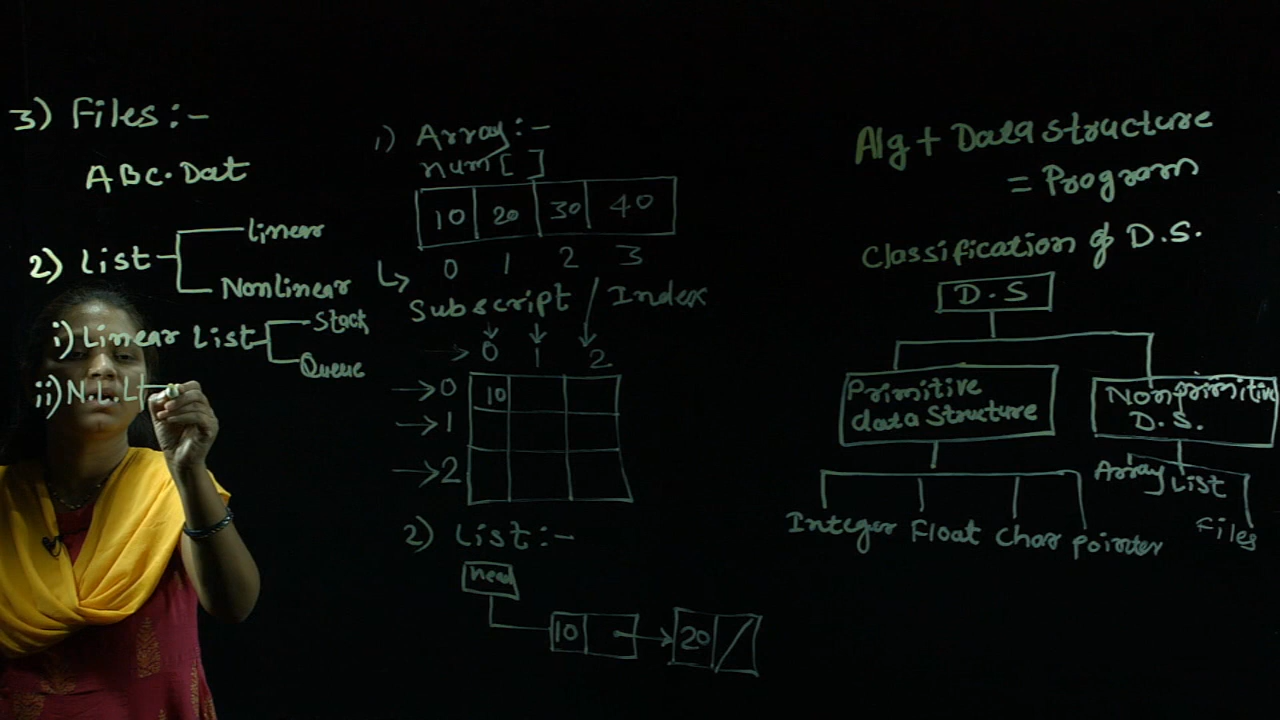 3) Files :-
ABC.Dat
2) List
Linear
Nonlinear
i) Linear List
Stack
Queue
ii) N.L.L
1) Array :-
num[ ]
10 20 30 40
0 1 2 3
Subscript
Index
0 1 2
0 10
1
2
2) List :-
head
10 20
Alg + Data structure
= Program
Classification of D.S.
D.S
Primitive
data Structure
Nonprimitive
D.S.
Integer Float Char pointer
Array List
Files